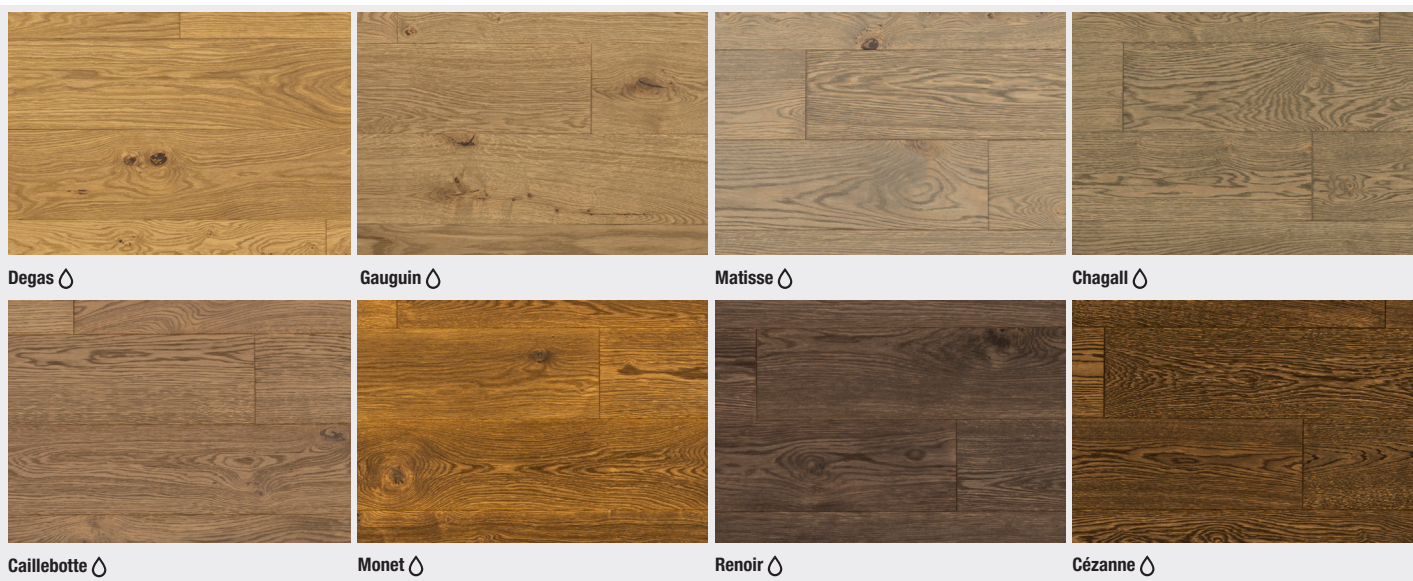 Degas
Gauguin
Matisse
Chagall
Caillebotte
Monet
Renoir
Cézanne